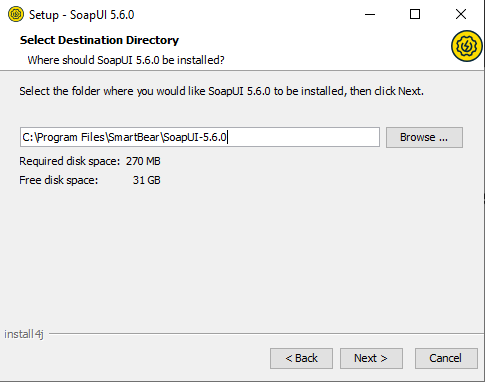 Setup - SoapUI 5.6.0
Select Destination Directory
Where should SoapUI 5.6.0 be installed?
Select the folder where you would like SoapUI 5.6.0 to be installed, then click Next.
C:\Program Files\SmartBear\SoapUI-5.6.0
Browse ...
Required disk space: 270 MB
Free disk space: 31 GB
install4j
< Back Next > Cancel